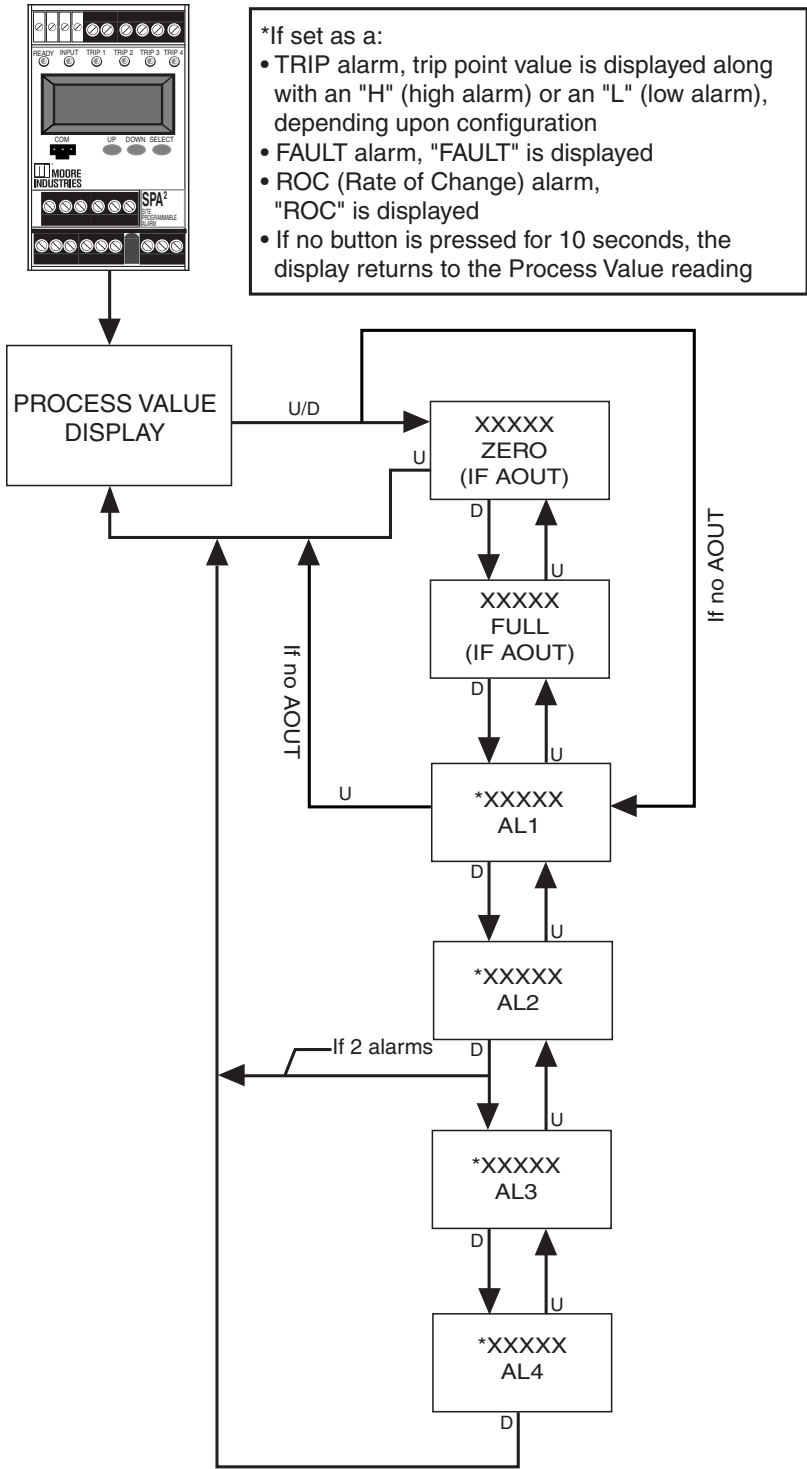 READY INPUT TRIP 1 TRIP 2 TRIP 3 TRIP 4
COM UP DOWN SELECT
MOORE
INDUSTRIES
SPA2
SITE
PROGRAMMABLE
ALARM
*If set as a:
• TRIP alarm, trip point value is displayed along
with an "H" (high alarm) or an "L" (low alarm),
depending upon configuration
• FAULT alarm, "FAULT" is displayed
• ROC (Rate of Change) alarm,
"ROC" is displayed
• If no button is pressed for 10 seconds, the
display returns to the Process Value reading
PROCESS VALUE
DISPLAY
U/D
XXXXX
ZERO
(IF AOUT)
U
D
U
If no AOUT
XXXXX
FULL
(IF AOUT)
D
U
If no AOUT
U
*XXXXX
AL1
D
U
*XXXXX
AL2
If 2 alarms
D
U
*XXXXX
AL3
D
U
*XXXXX
AL4
D